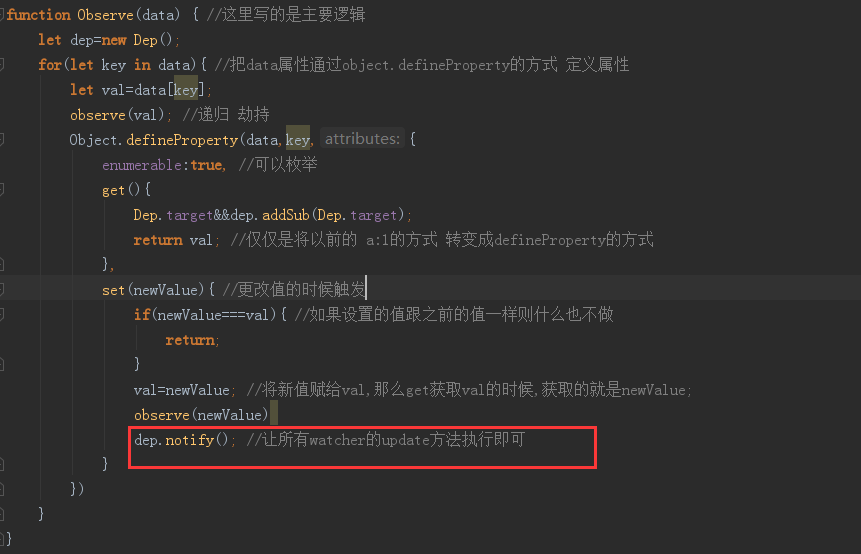 function Observe(data) { //这里写的是主要逻辑
let dep=new Dep();
for(let key in data){ //把data属性通过object.defineProperty的方式 定义属性
let val=data[key];
observe(val); //递归 劫持
Object.defineProperty(data,key, attributes: {
enumerable:true, //可以枚举
get(){
Dep.target&&dep.addSub(Dep.target);
return val; //仅仅是将以前的 a:1的方式 转变成defineProperty的方式
},
set(newValue){ //更改值的时候触发
if(newValue===val){ //如果设置的值跟之前的值一样则什么也不做
return;
}
val=newValue; //将新值赋给val,那么get获取val的时候,获取的就是newValue;
observe(newValue)
dep.notify(); //让所有watcher的update方法执行即可
}
})
}
}